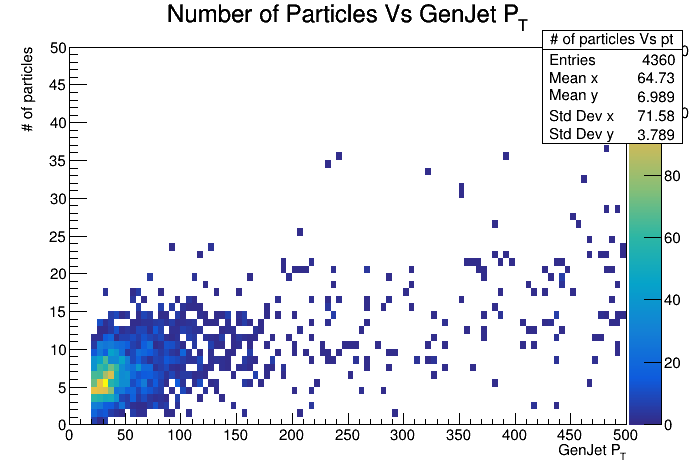 Number of Particles Vs GenJet P_T
# of particles Vs pt
Entries 4360
Mean x 64.73
Mean y 6.989
Std Dev x 71.58
Std Dev y 3.789
# of particles
50
45
40
35
30
25
20
15
10
5
0
0 50 100 150 200 250 300 350 400 450 500
GenJet P_T
0
0
80
60
40
20
0